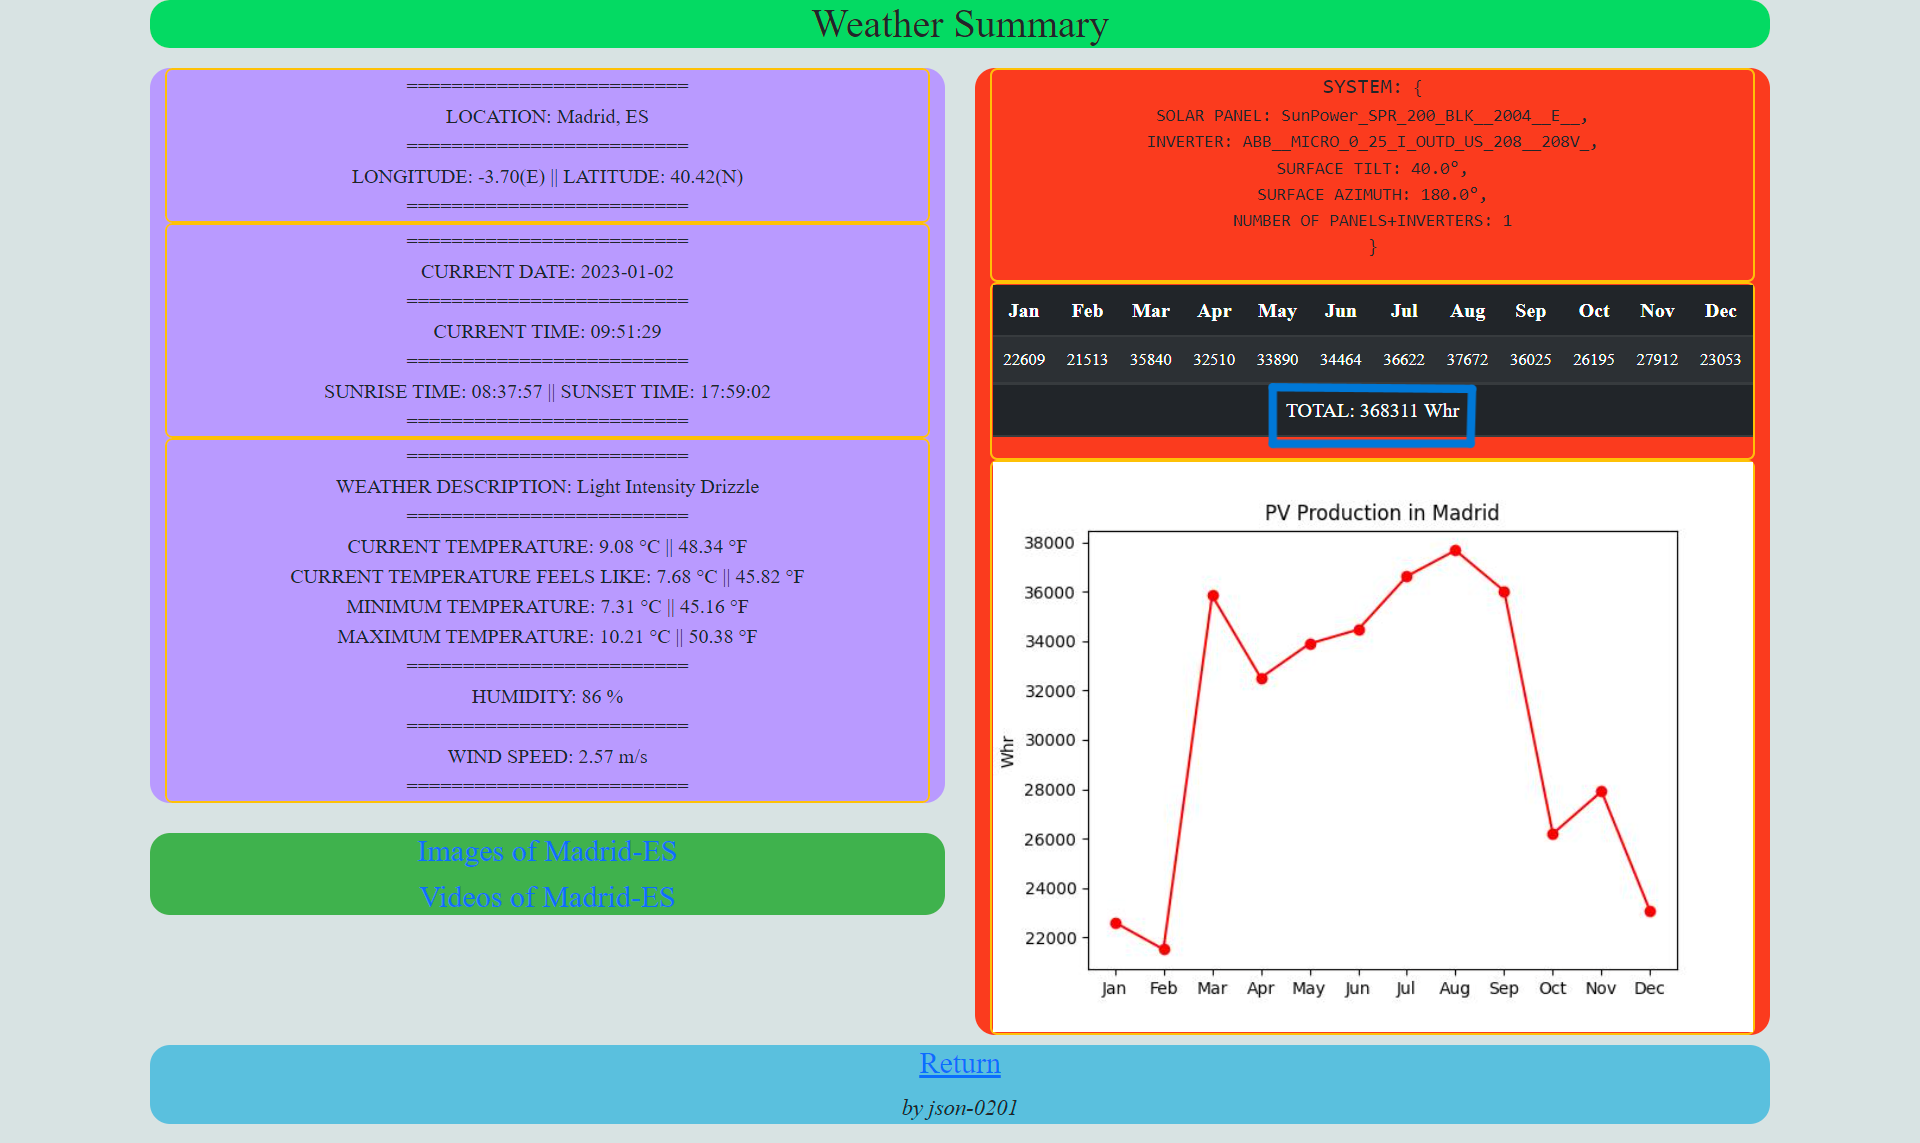 Weather Summary
=========================
LOCATION: Madrid, ES
=========================
LONGITUDE: -3.70(E) || LATITUDE: 40.42(N)
=========================
=========================
CURRENT DATE: 2023-01-02
=========================
CURRENT TIME: 09:51:29
=========================
SUNRISE TIME: 08:37:57 || SUNSET TIME: 17:59:02
=========================
=========================
WEATHER DESCRIPTION: Light Intensity Drizzle
=========================
CURRENT TEMPERATURE: 9.08 °C || 48.34 °F
CURRENT TEMPERATURE FEELS LIKE: 7.68 °C || 45.82 °F
MINIMUM TEMPERATURE: 7.31 °C || 45.16 °F
MAXIMUM TEMPERATURE: 10.21 °C || 50.38 °F
=========================
HUMIDITY: 86 %
=========================
WIND SPEED: 2.57 m/s
=========================
Images of Madrid-ES
Videos of Madrid-ES
SYSTEM: {
SOLAR PANEL: SunPower_SPR_200_BLK__2004__E__,
INVERTER: ABB__MICRO_0_25_I_OUTD_US_208__208V_,
SURFACE TILT: 40.0º,
SURFACE AZIMUTH: 180.0º,
NUMBER OF PANELS+INVERTERS: 1
}
Jan Feb Mar Apr May Jun Jul Aug Sep Oct Nov Dec
22609 21513 35840 32510 33890 34464 36622 37672 36025 26195 27912 23053
TOTAL: 368311 Whr
PV Production in Madrid
38000
36000
34000
32000
30000
28000
26000
24000
22000
Whr
Jan Feb Mar Apr May Jun Jul Aug Sep Oct Nov Dec
Return
by json-0201